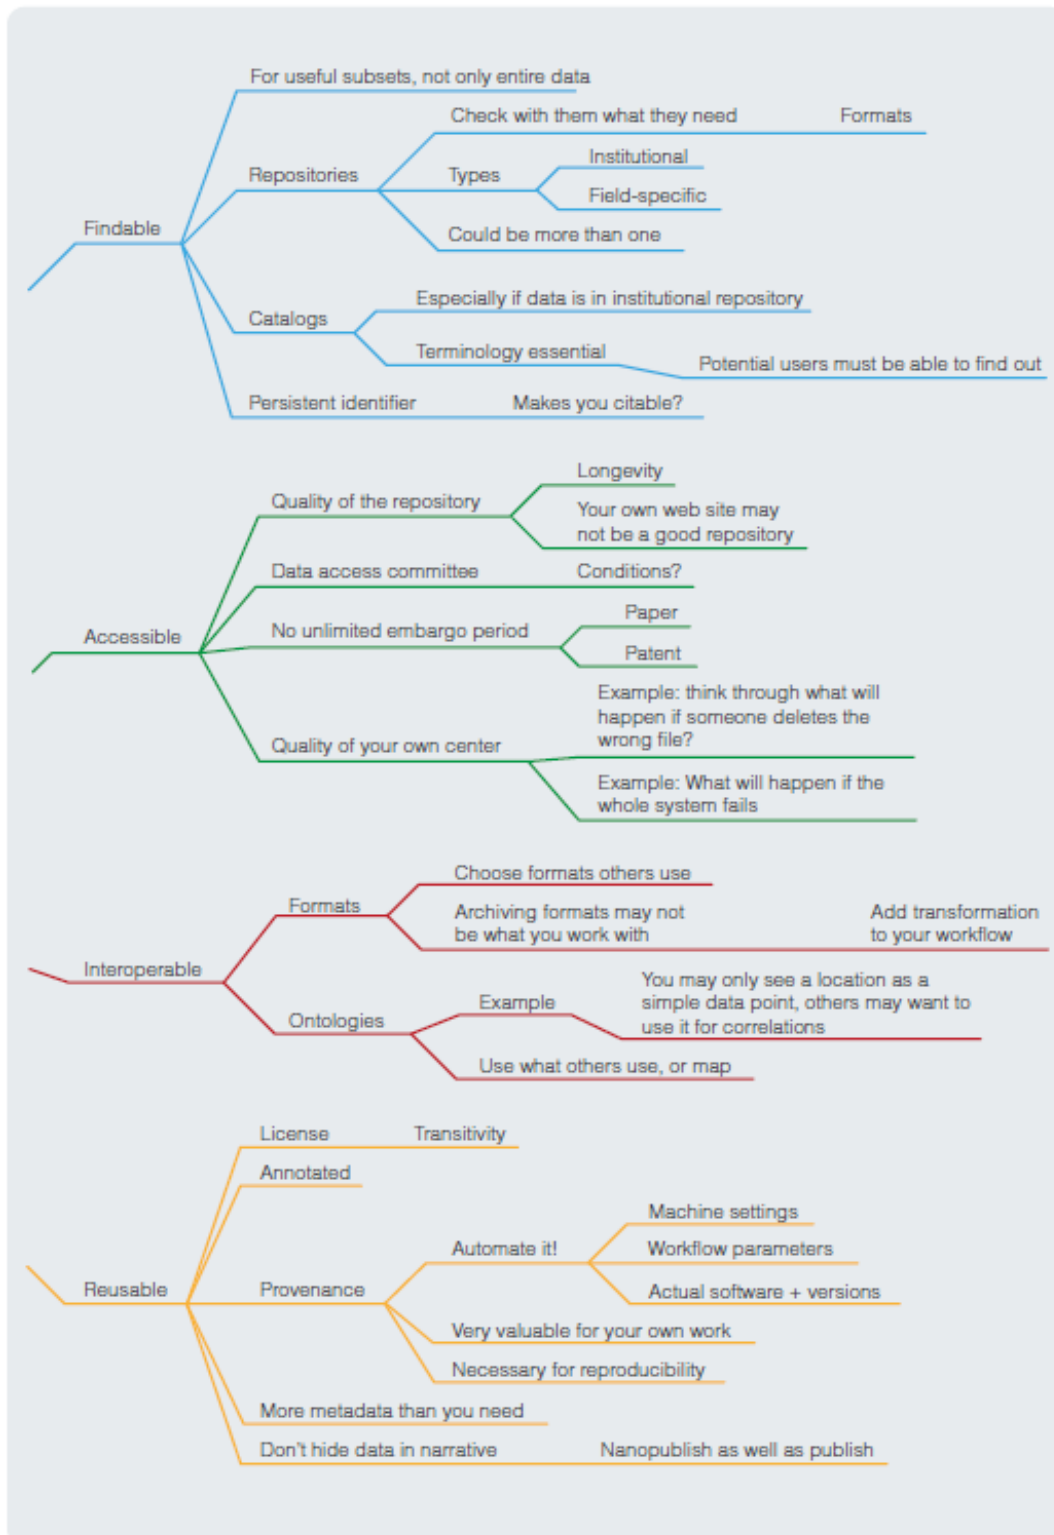 For useful subsets, not only entire data
Check with them what they need
Formats
Institutional
Repositories
Types
Field-specific
Findable
Could be more than one
Especially if data is in institutional repository
Catalogs
Terminology essential
Potential users must be able to find out
Persistent identifier
Makes you citable?
Longevity
Quality of the repository
Your own web site may
not be a good repository
Data access committee
Conditions?
Paper
No unlimited embargo period
Accessible
Patent
Example: think through what will
happen if someone deletes the
wrong file?
Quality of your own center
Example: What will happen if the
whole system fails
Choose formats others use
Formats
Archiving formats may not
be what you work with
Add transformation
to your workflow
Interoperable
You may only see a location as a
simple data point, others may want to
use it for correlations
Example
Ontologies
Use what others use, or map
License
Transitivity
Annotated
Machine settings
Automate it!
Workflow parameters
Reusable
Provenance
Actual software + versions
Very valuable for your own work
Necessary for reproducibility
More metadata than you need
Don't hide data in narrative
Nanopublish as well as publish